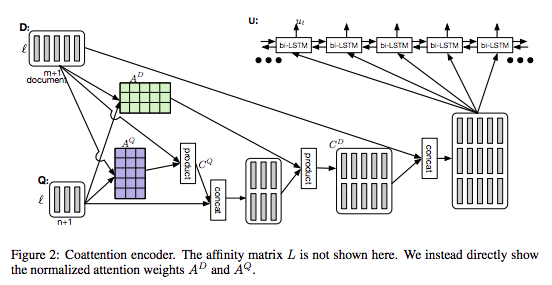 D:
U:
u_t
bi-LSTM bi-LSTM bi-LSTM bi-LSTM bi-LSTM
ℓ
m+1
document
A^D
A^Q
product
C^Q
C^D
product
concat
concat
Q:
ℓ
n+1
Figure 2: Coattention encoder. The affinity matrix L is not shown here. We instead directly show
the normalized attention weights A^D and A^Q.